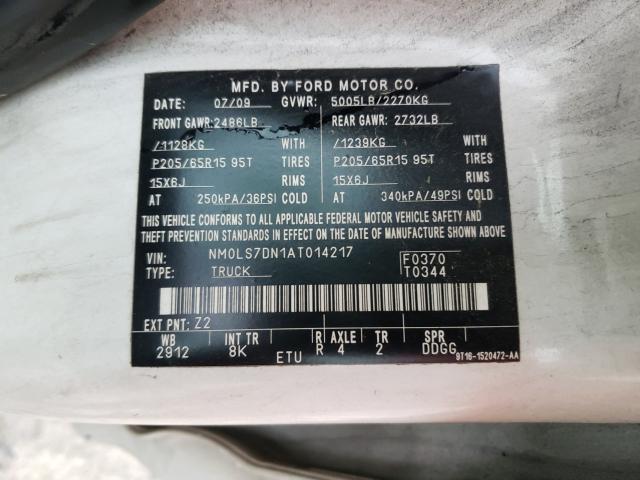 MFD. BY FORD MOTOR CO.
07/09 GVWR: 5005LB/2270KG
FRONT GAWR:2486LB REAR GAWR: 2732LB
/1128KG WITH /1239KG WITH
P205/65R15 95T TIRES P205/65R15 95T TIRES
15X6J RIMS 15X6J RIMS
AT 250kPA/36PSI COLD AT 340kPA/49PSI COLD
THIS VEHICLE CONFORMS TO ALL APPLICABLE FEDERAL MOTOR VEHICLE SAFETY AND
THEFT PREVENTION STANDARDS IN EFFECT ON THE DATE OF MANUFACTURE SHOWN ABOVE.
VIN: NM0LS7DN1AT014217 F0370
TYPE: TRUCK T0344
EXT PNT: Z2
WB INT TR R AXLE TR SPR
2912 8K ETU R 4 2 DDGG
9T16-1520472-AA